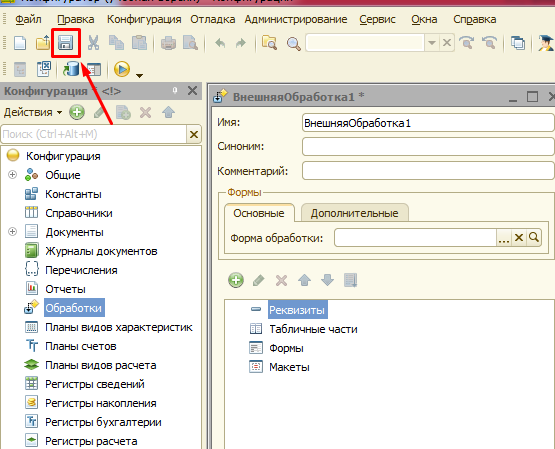 Файл Правка Конфигурация Отладка Администрирование Сервис Окна Справка
Конфигурация * <!>
Действия
Поиск (Ctrl+Alt+M)
Конфигурация
Общие
Константы
Справочники
Документы
Журналы документов
Перечисления
Отчеты
Обработки
Планы видов характеристик
Планы счетов
Планы видов расчета
Регистры сведений
Регистры накопления
Регистры бухгалтерии
Регистры расчета
ВнешняяОбработка1 *
Имя: ВнешняяОбработка1
Синоним:
Комментарий:
Формы
Основные Дополнительные
Форма обработки: ...
Реквизиты
Табличные части
Формы
Макеты